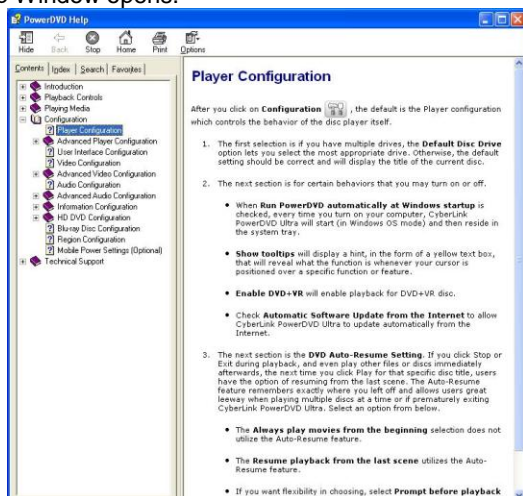 Window opens.
PowerDVD Help
Hide Back Stop Home Print Options
Contents Index Search Favorites
Introduction
Playback Controls
Playing Media
Configuration
Player Configuration
Advanced Player Configuration
User Interface Configuration
Video Configuration
Advanced Video Configuration
Audio Configuration
Advanced Audio Configuration
Information Configuration
HD DVD Configuration
Blu-ray Disc Configuration
Region Configuration
Mobile Power Settings (Optional)
Technical Support
Player Configuration
After you click on Configuration , the default is the Player configuration
which controls the behavior of the disc player itself.
1. The first selection is if you have multiple drives, the Default Disc Drive
option lets you select the most appropriate drive. Otherwise, the default
setting should be correct and will display the title of the current disc.
2. The next section is for certain behaviors that you may turn on or off.
• When Run PowerDVD automatically at Windows startup is
checked, every time you turn on your computer, CyberLink
PowerDVD Ultra will start (in Windows OS mode) and then reside in
the system tray.
• Show tooltips will display a hint, in the form of a yellow text box,
that will reveal what the function is whenever your cursor is
positioned over a specific function or feature.
• Enable DVD+VR will enable playback for DVD+VR disc.
• Check Automatic Software Update from the Internet to allow
CyberLink PowerDVD Ultra to update automatically from the
Internet.
3. The next section is the DVD Auto-Resume Setting. If you click Stop or
Exit during playback, and even play other files or discs immediately
afterwards, the next time you click Play for that specific disc title, users
have the option of resuming from the last scene. The Auto-Resume
feature remembers exactly where you left off and allows users great
leeway when playing multiple discs at a time or if prematurely exiting
CyberLink PowerDVD Ultra. Select an option from below.
• The Always play movies from the beginning selection does not
utilize the Auto-Resume feature.
• The Resume playback from the last scene utilizes the Auto-
Resume feature.
• If you want flexibility in choosing, select Prompt before playback